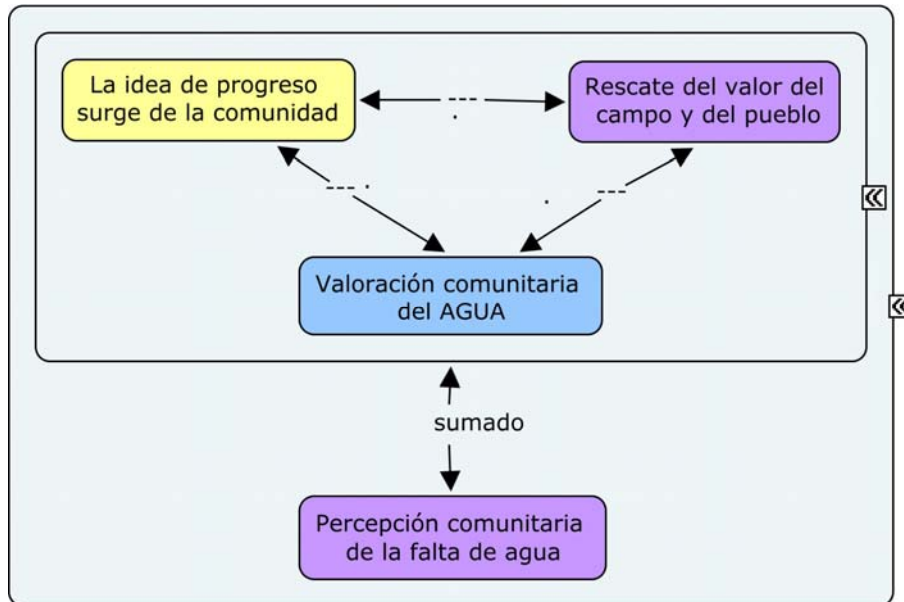 La idea de progreso
surge de la comunidad
Rescate del valor del
campo y del pueblo
---
.
--- .
. ---
Valoración comunitaria
del AGUA
sumado
Percepción comunitaria
de la falta de agua